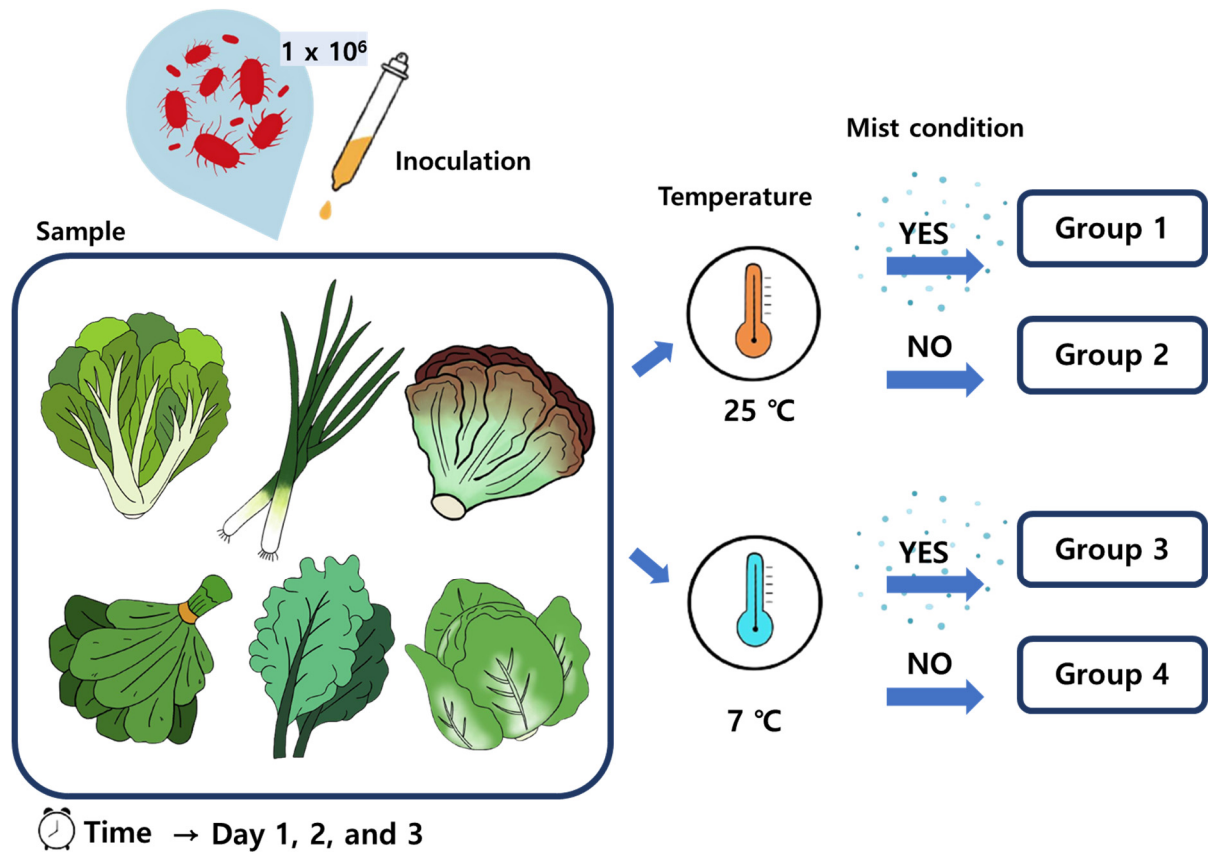 1 x 10⁶
Inoculation
Sample
Temperature
25 ℃
7 ℃
Mist condition
YES
Group 1
NO
Group 2
YES
Group 3
NO
Group 4
Time → Day 1, 2, and 3